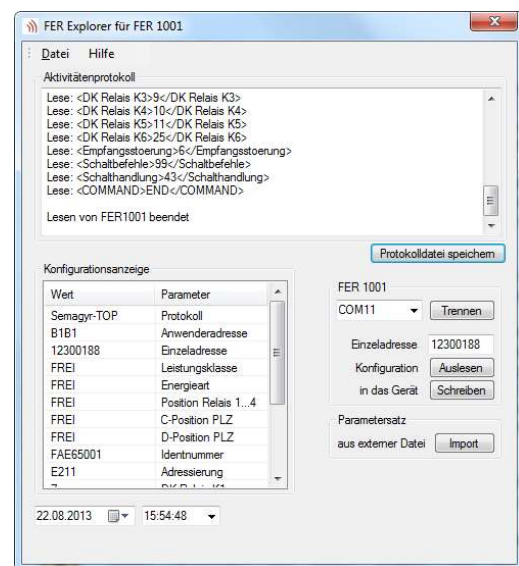 FER Explorer für FER 1001
Datei Hilfe
Aktivitätenprotokoll
Lese: <DK Relais K3>9</DK Relais K3>
Lese: <DK Relais K4>10</DK Relais K4>
Lese: <DK Relais K5>11</DK Relais K5>
Lese: <DK Relais K6>25</DK Relais K6>
Lese: <Empfangsstoerung>6</Empfangsstoerung>
Lese: <Schaltbefehle>99</Schaltbefehle>
Lese: <Schalthandlung>43</Schalthandlung>
Lese: <COMMAND>END</COMMAND>
Lesen von FER1001 beendet
Protokolldatei speichern
Konfigurationsanzeige
Wert Parameter
Semagyr-TOP Protokoll
B1B1 Anwenderadresse
12300188 Einzeladresse
FREI Leistungsklasse
FREI Energieart
FREI Position Relais 1...4
FREI C-Position PLZ
FREI D-Position PLZ
FAE65001 Identnummer
E211 Adressierung
FER 1001
COM11 Trennen
Einzeladresse 12300188
Konfiguration Auslesen
in das Gerät Schreiben
Parametersatz
aus externer Datei Import
22.08.2013 15:54:48